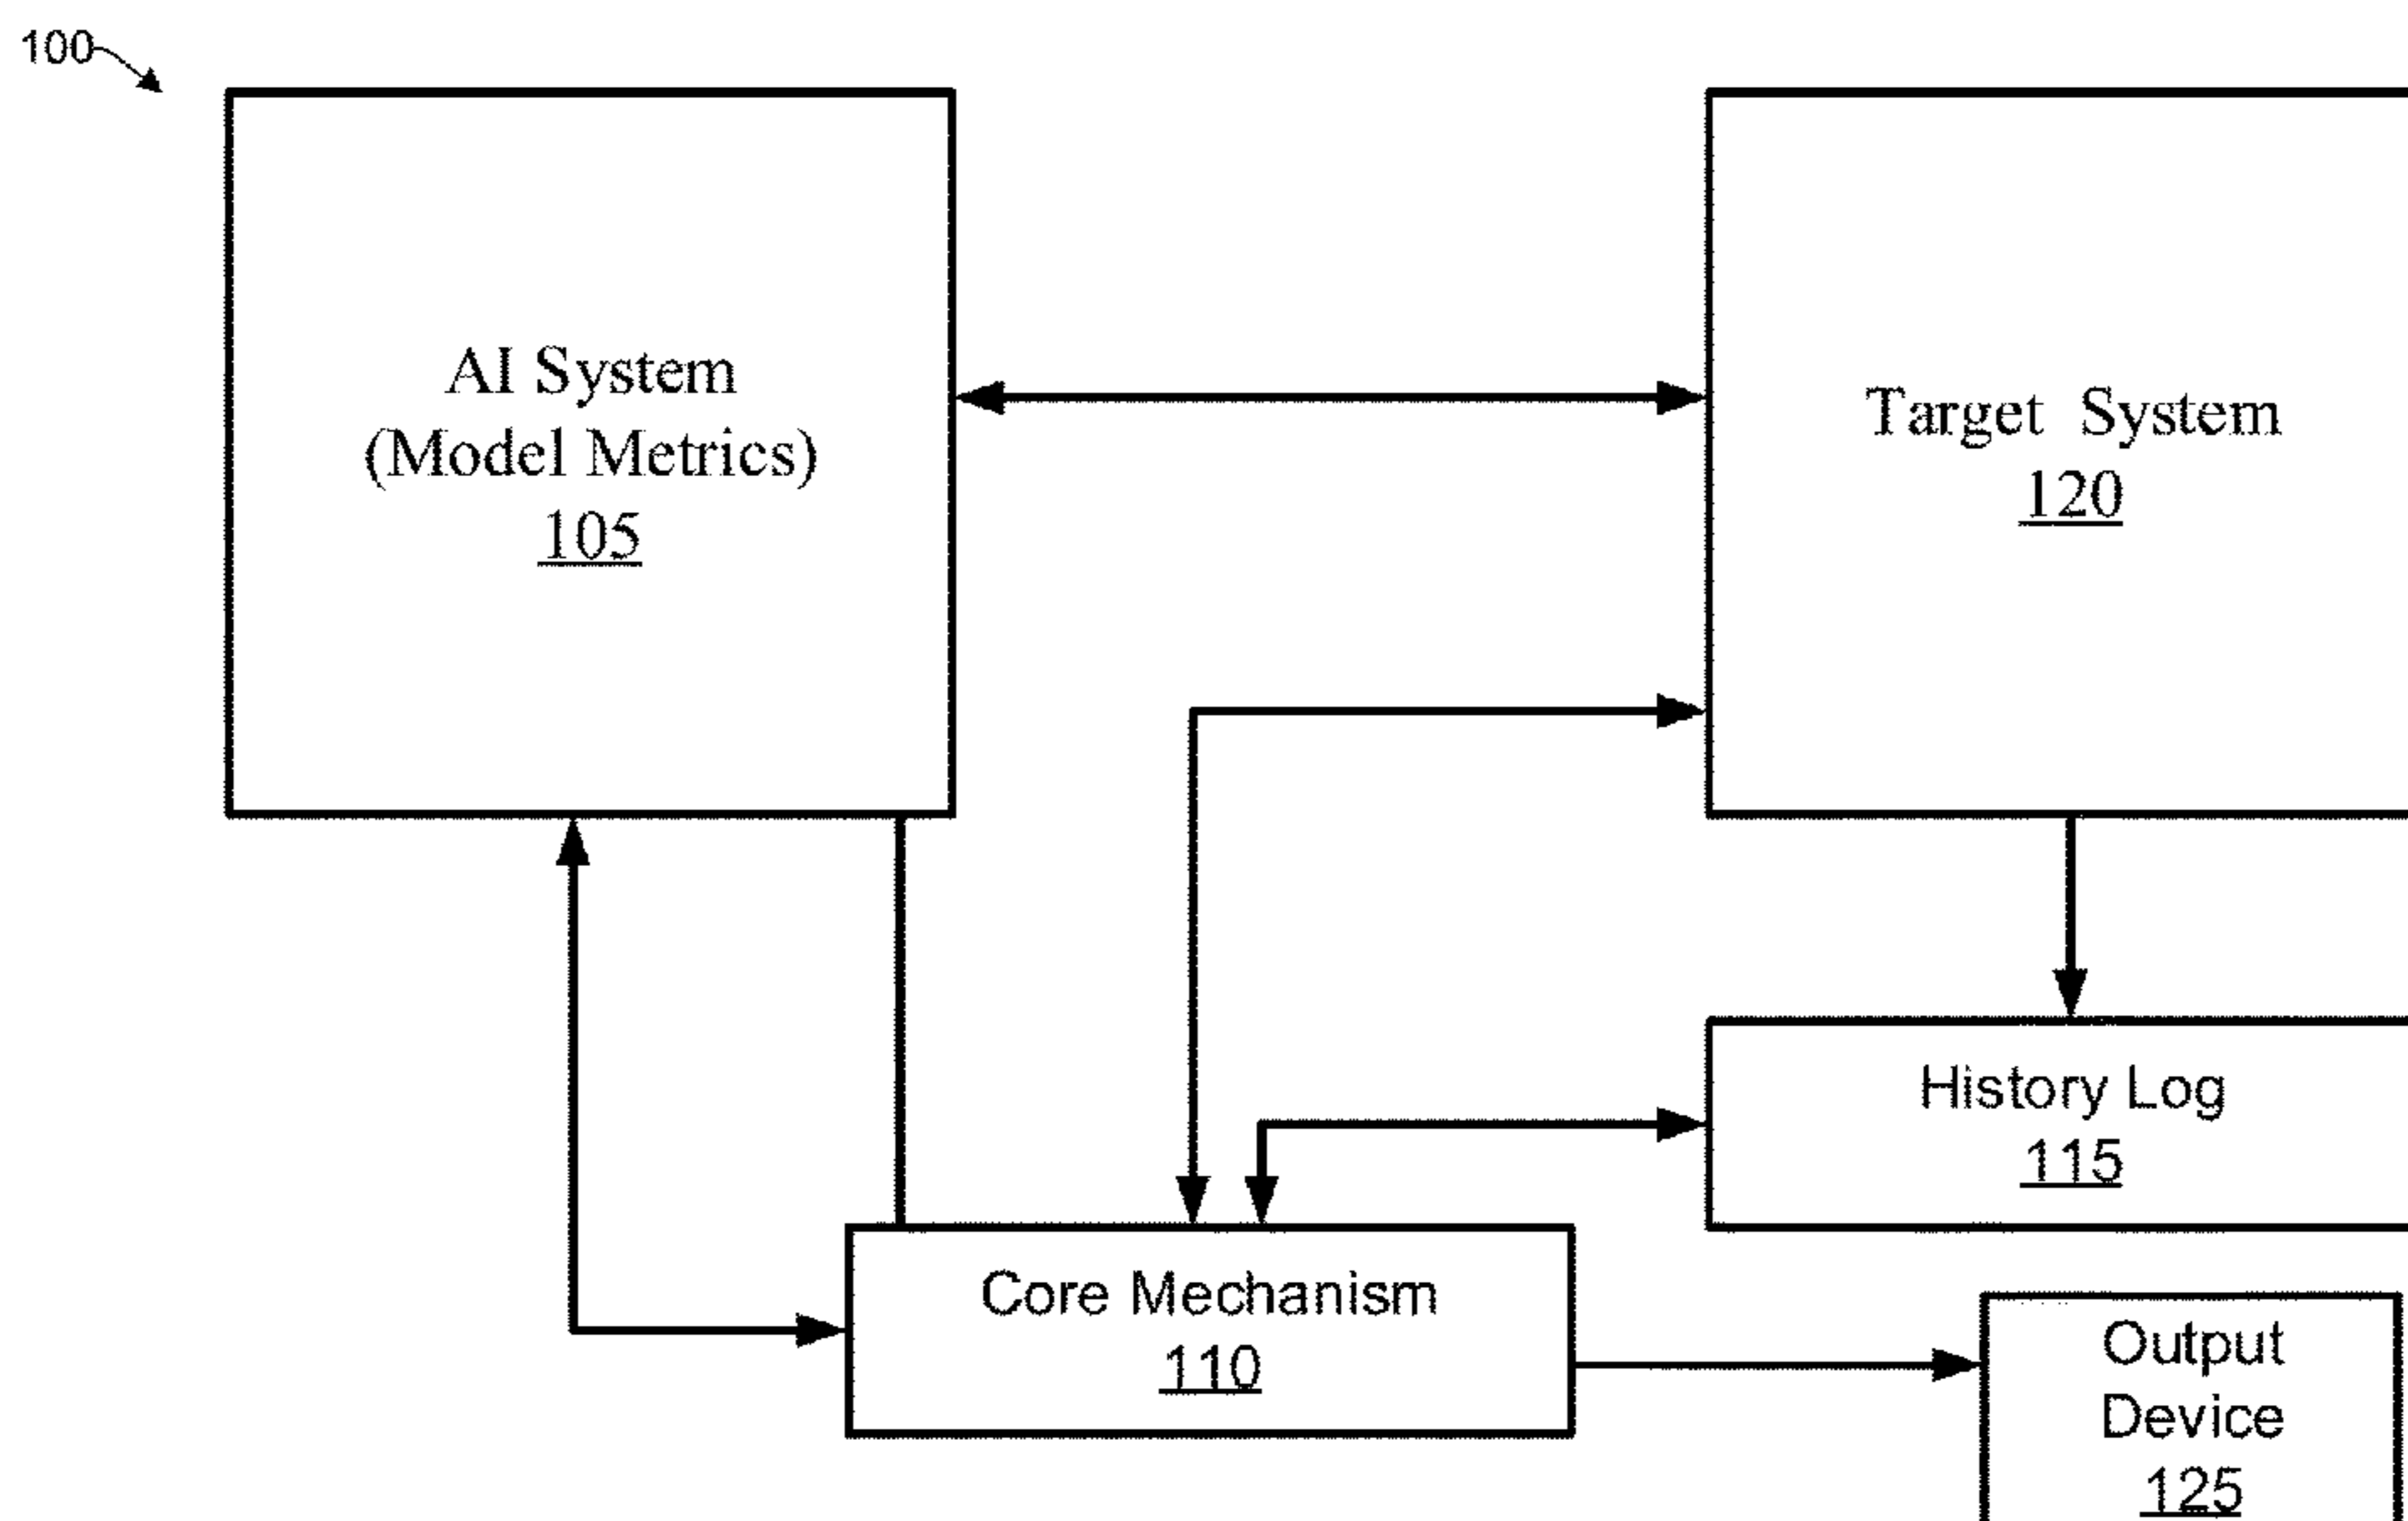 100
AI System
(Model Metrics)
105
Target System
120
History Log
115
Core Mechanism
110
Output
Device
125